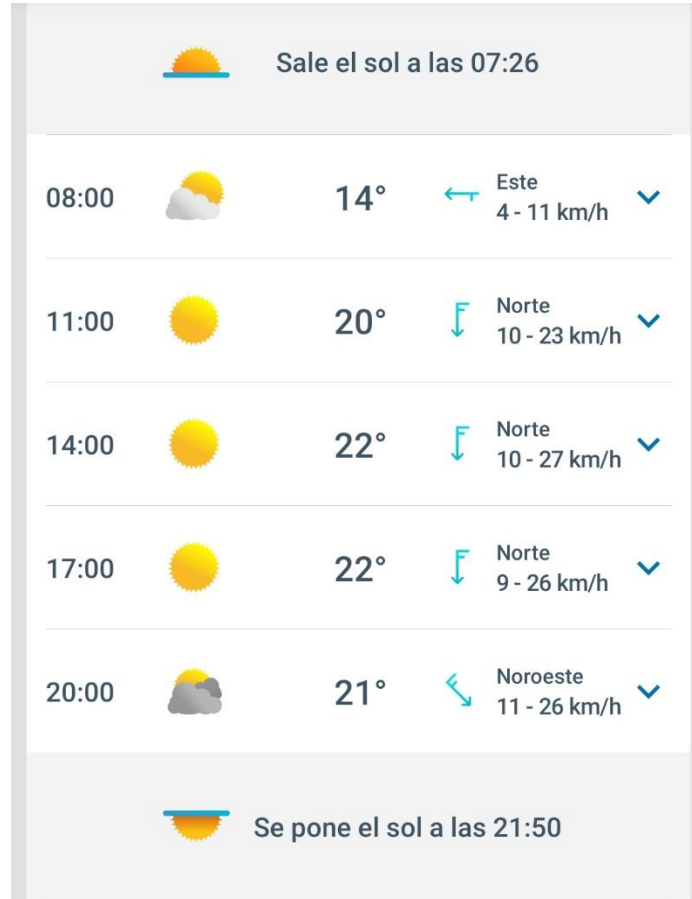 Sale el sol a las 07:26
08:00 14° Este
4 - 11 km/h
11:00 20° Norte
10 - 23 km/h
14:00 22° Norte
10 - 27 km/h
17:00 22° Norte
9 - 26 km/h
20:00 21° Noroeste
11 - 26 km/h
Se pone el sol a las 21:50